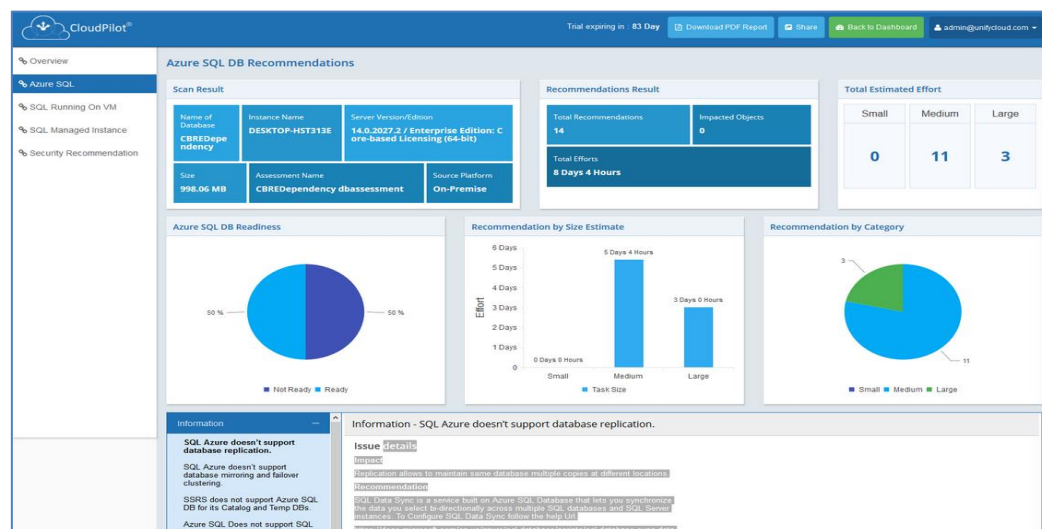 CloudPilot®
Trial expiring in : 83 Day
Download PDF Report
Share
Back to Dashboard
admin@unifycloud.com
Overview
Azure SQL
SQL Running On VM
SQL Managed Instance
Security Recommendation
Azure SQL DB Recommendations
Scan Result
Name of
Database
CBREDepe
ndency
Instance Name
DESKTOP-HST313E
Server Version/Edition
14.0.2027.2 / Enterprise Edition: C
ore-based Licensing (64-bit)
Size
998.06 MB
Assessment Name
CBREDependency dbassessment
Source Platform
On-Premise
Recommendations Result
Total Recommendations
14
Impacted Objects
0
Total Efforts
8 Days 4 Hours
Total Estimated Effort
Small Medium Large
0 11 3
Azure SQL DB Readiness
50 %
50 %
Not Ready Ready
Recommendation by Size Estimate
Effort
6 Days
5 Days
4 Days
3 Days
2 Days
1 Days
0
0 Days 0 Hours
5 Days 4 Hours
3 Days 0 Hours
Small Medium Large
Task Size
Recommendation by Category
3
11
Small Medium Large
Information
SQL Azure doesn't support
database replication.
SQL Azure doesn't support
database mirroring and failover
clustering.
SSRS does not support Azure SQL
DB for its Catalog and Temp DBs.
Azure SQL Does not support SQL
Information - SQL Azure doesn't support database replication.
Issue details
Impact
Replication allows to maintain same database multiple copies at different locations.
Recommendation
SQL Data Sync is a service built on Azure SQL Database that lets you synchronize
the data you select bi-directionally across multiple SQL databases and SQL Server
instances. To Configure SQL Data Sync follow the help Url.